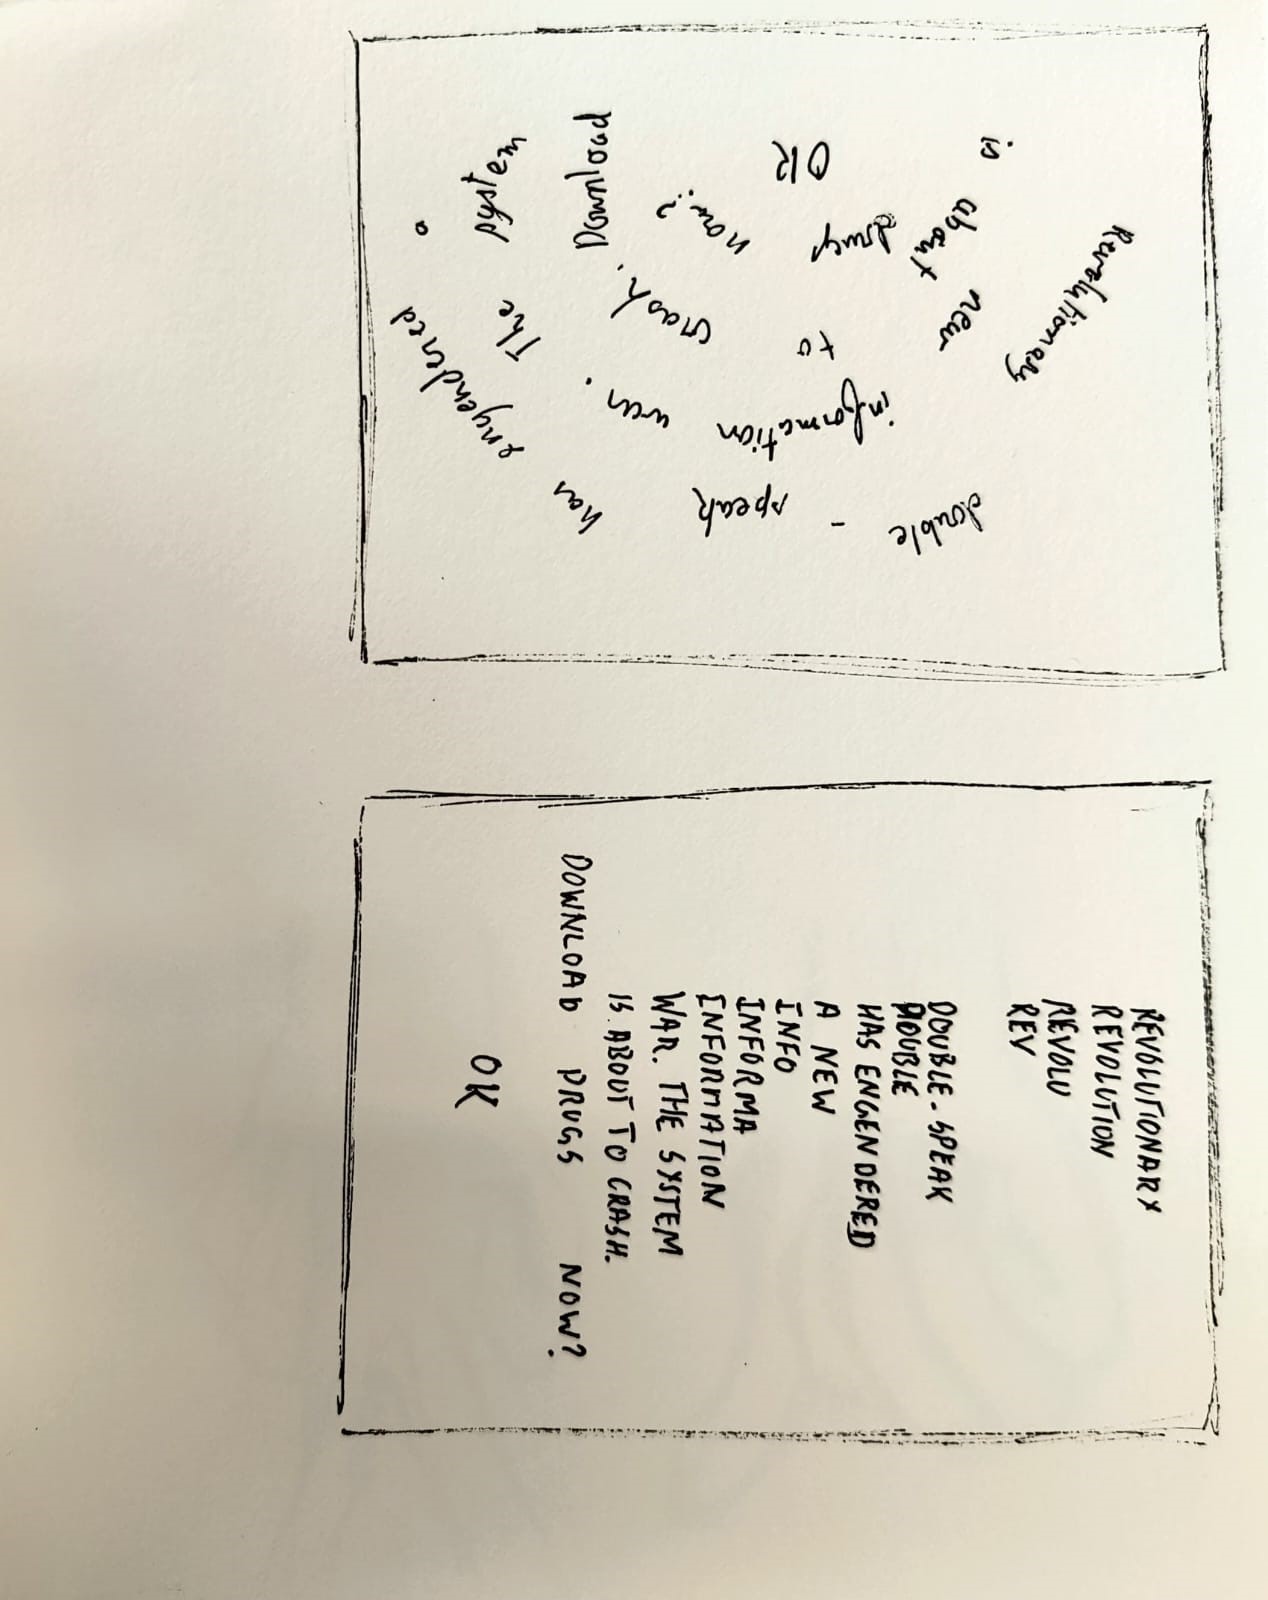 Revolutionary
double - speak
has
engendered
a
new
information war.
The
system
is
about
to
crash.
Download
drugs
now?
OK
REVOLUTIONARY
REVOLUTION
REVOLU
REV
DOUBLE-SPEAK
DOUBLE
HAS ENGENDERED
A NEW
INFO
INFORMA
INFORMATION
WAR. THE SYSTEM
IS ABOUT TO CRASH.
DOWNLOAD DRUGS NOW?
OK